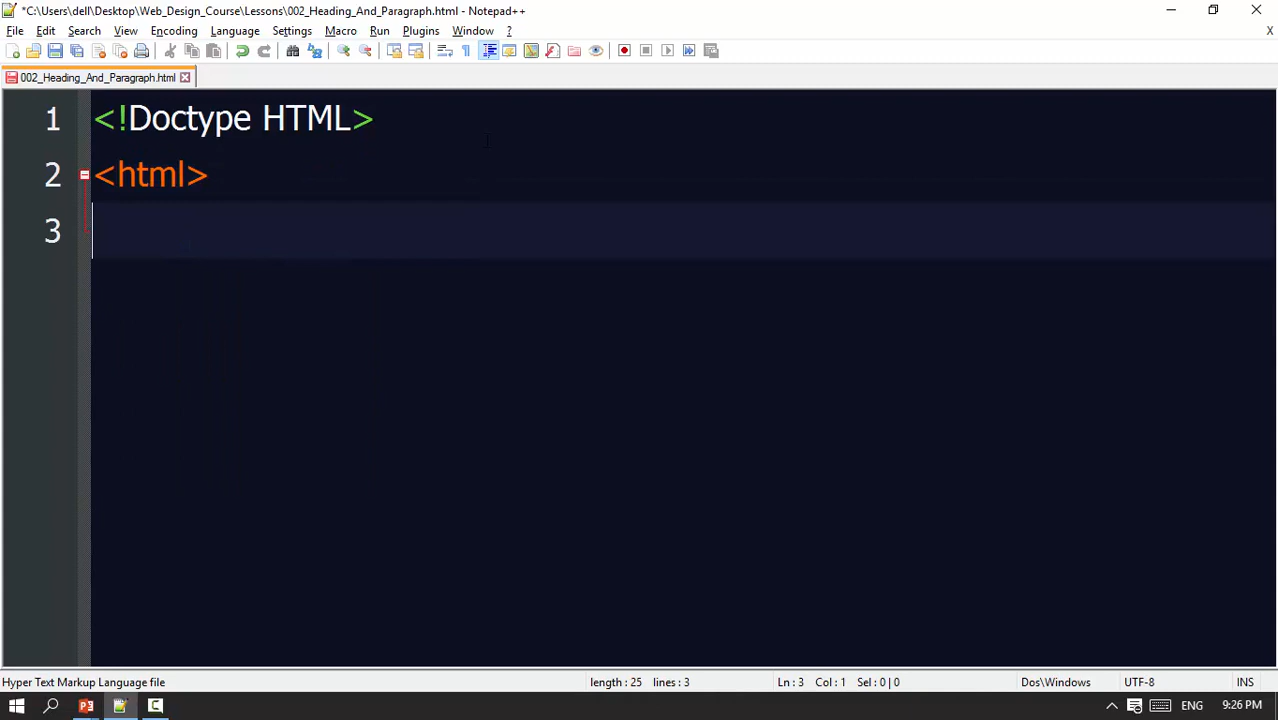 *C:\Users\dell\Desktop\Web_Design_Course\Lessons\002_Heading_And_Paragraph.html - Notepad++
File Edit Search View Encoding Language Settings Macro Run Plugins Window ? X
002_Heading_And_Paragraph.html
1 <!Doctype HTML>
2 <html>
3
Hyper Text Markup Language file length : 25 lines : 3 Ln : 3 Col : 1 Sel : 0 | 0 Dos\Windows UTF-8 INS
ENG 9:26 PM